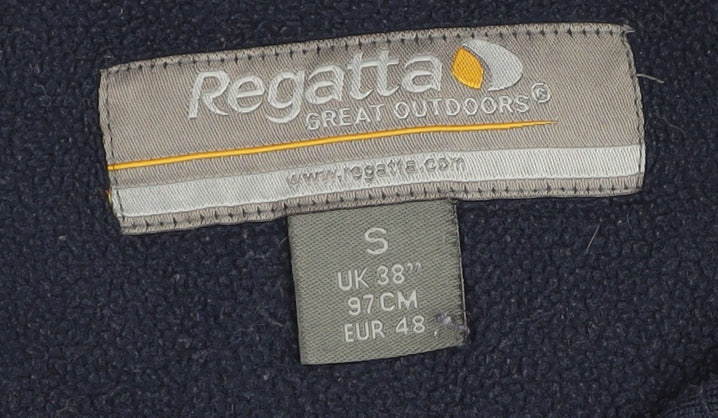 Regatta
GREAT OUTDOORS®
www.regatta.com
S
UK 38”
97CM
EUR 48